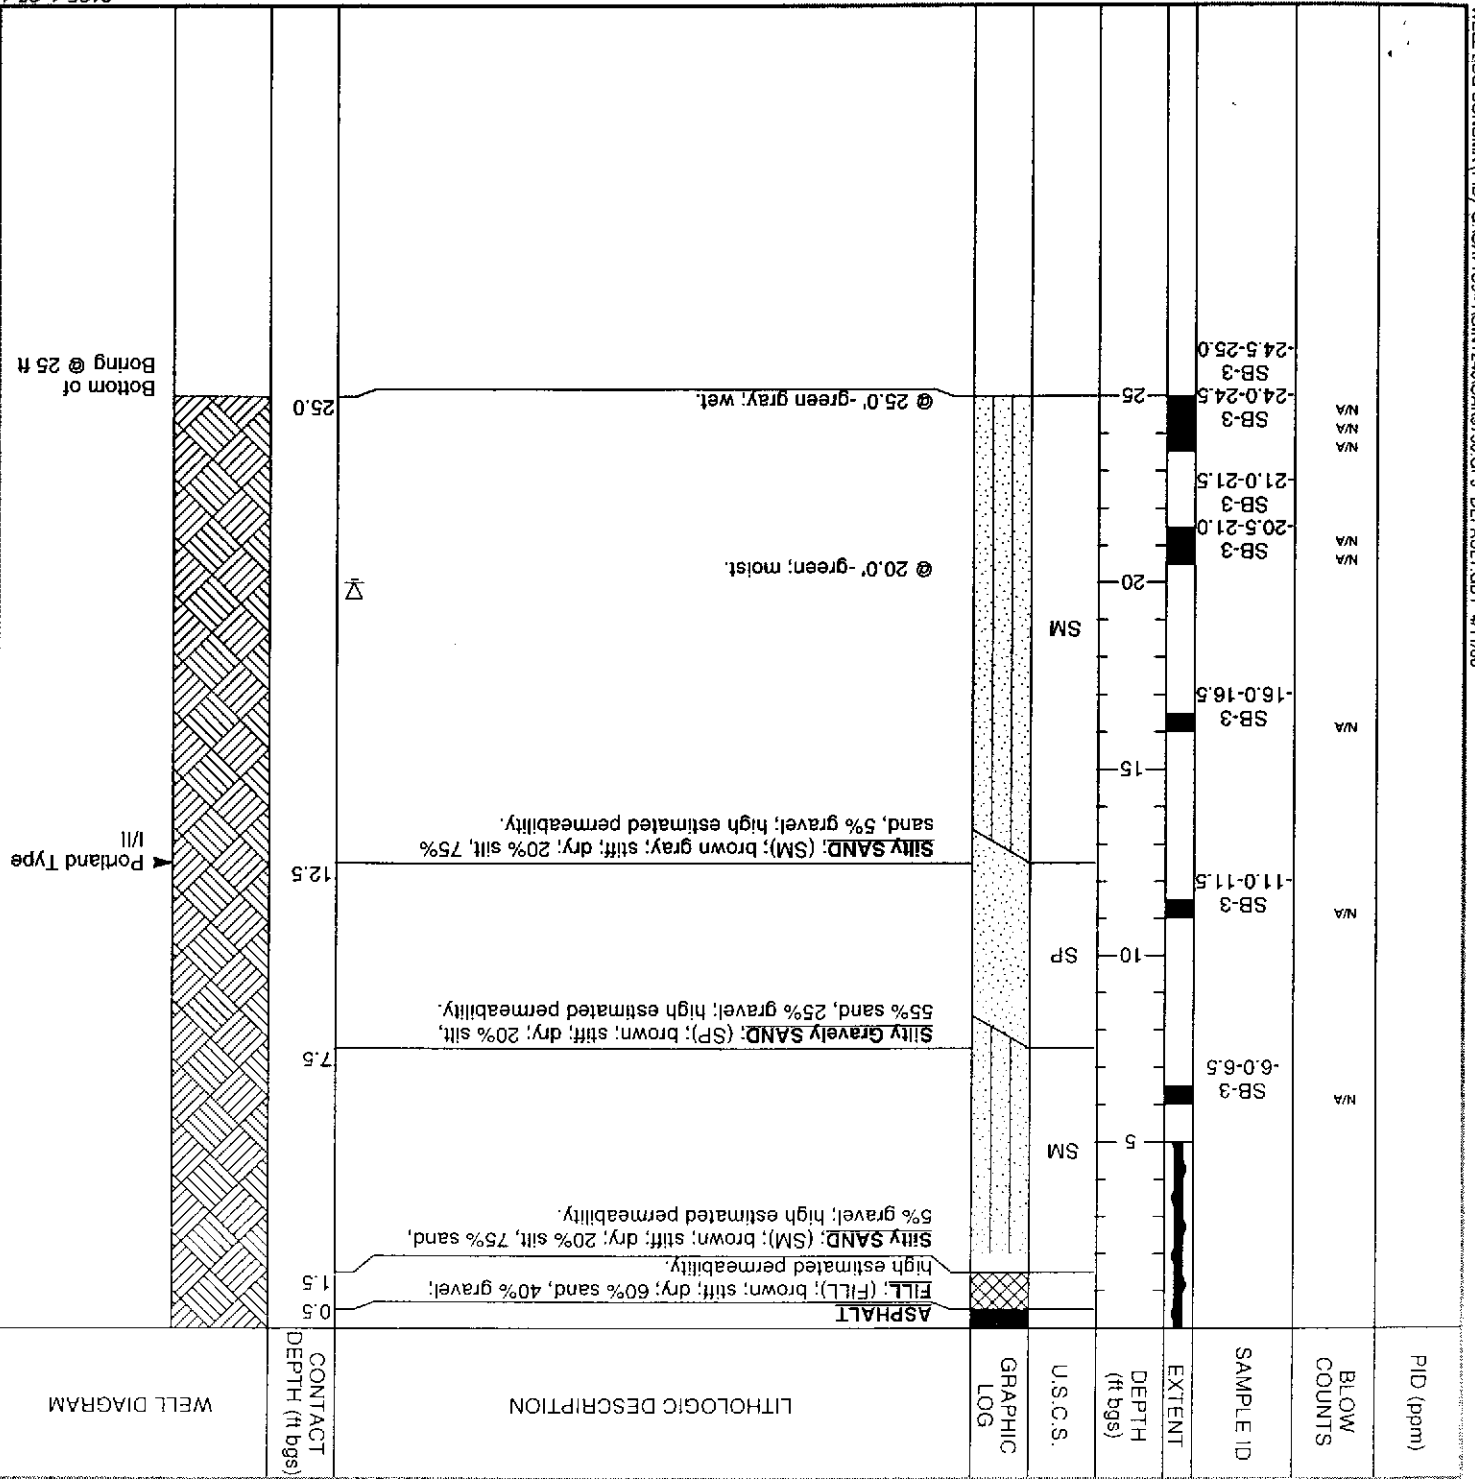 PID (ppm)
BLOW
COUNTS
SAMPLE ID
EXTENT
DEPTH
(ft bgs)
U.S.C.S.
GRAPHIC
LOG
LITHOLOGIC DESCRIPTION
CONTACT
DEPTH (ft bgs)
WELL DIAGRAM
ASPHALT
0.5
FILL; (FILL); brown; stiff; dry; 60% sand, 40% gravel;
high estimated permeability.
1.5
Silty SAND; (SM); brown; stiff; dry; 20% silt, 75% sand,
5% gravel; high estimated permeability.
SM
5
N/A
SB-3
-6.0-6.5
7.5
Silty Gravely SAND; (SP); brown; stiff; dry; 20% silt,
55% sand, 25% gravel; high estimated permeability.
SP
10
N/A
SB-3
-11.0-11.5
12.5
Portland Type
I/II
Silty SAND; (SM); brown gray; stiff; dry; 20% silt, 75%
sand, 5% gravel; high estimated permeability.
15
N/A
SB-3
-16.0-16.5
SM
20
@ 20.0'-green; moist.
N/A
N/A
SB-3
-20.5-21.0
SB-3
-21.0-21.5
N/A
N/A
N/A
SB-3
-24.0-24.5
SB-3
-24.5-25.0
25
@ 25.0'-green gray; wet.
25.0
Bottom of
Boring @ 25 ft